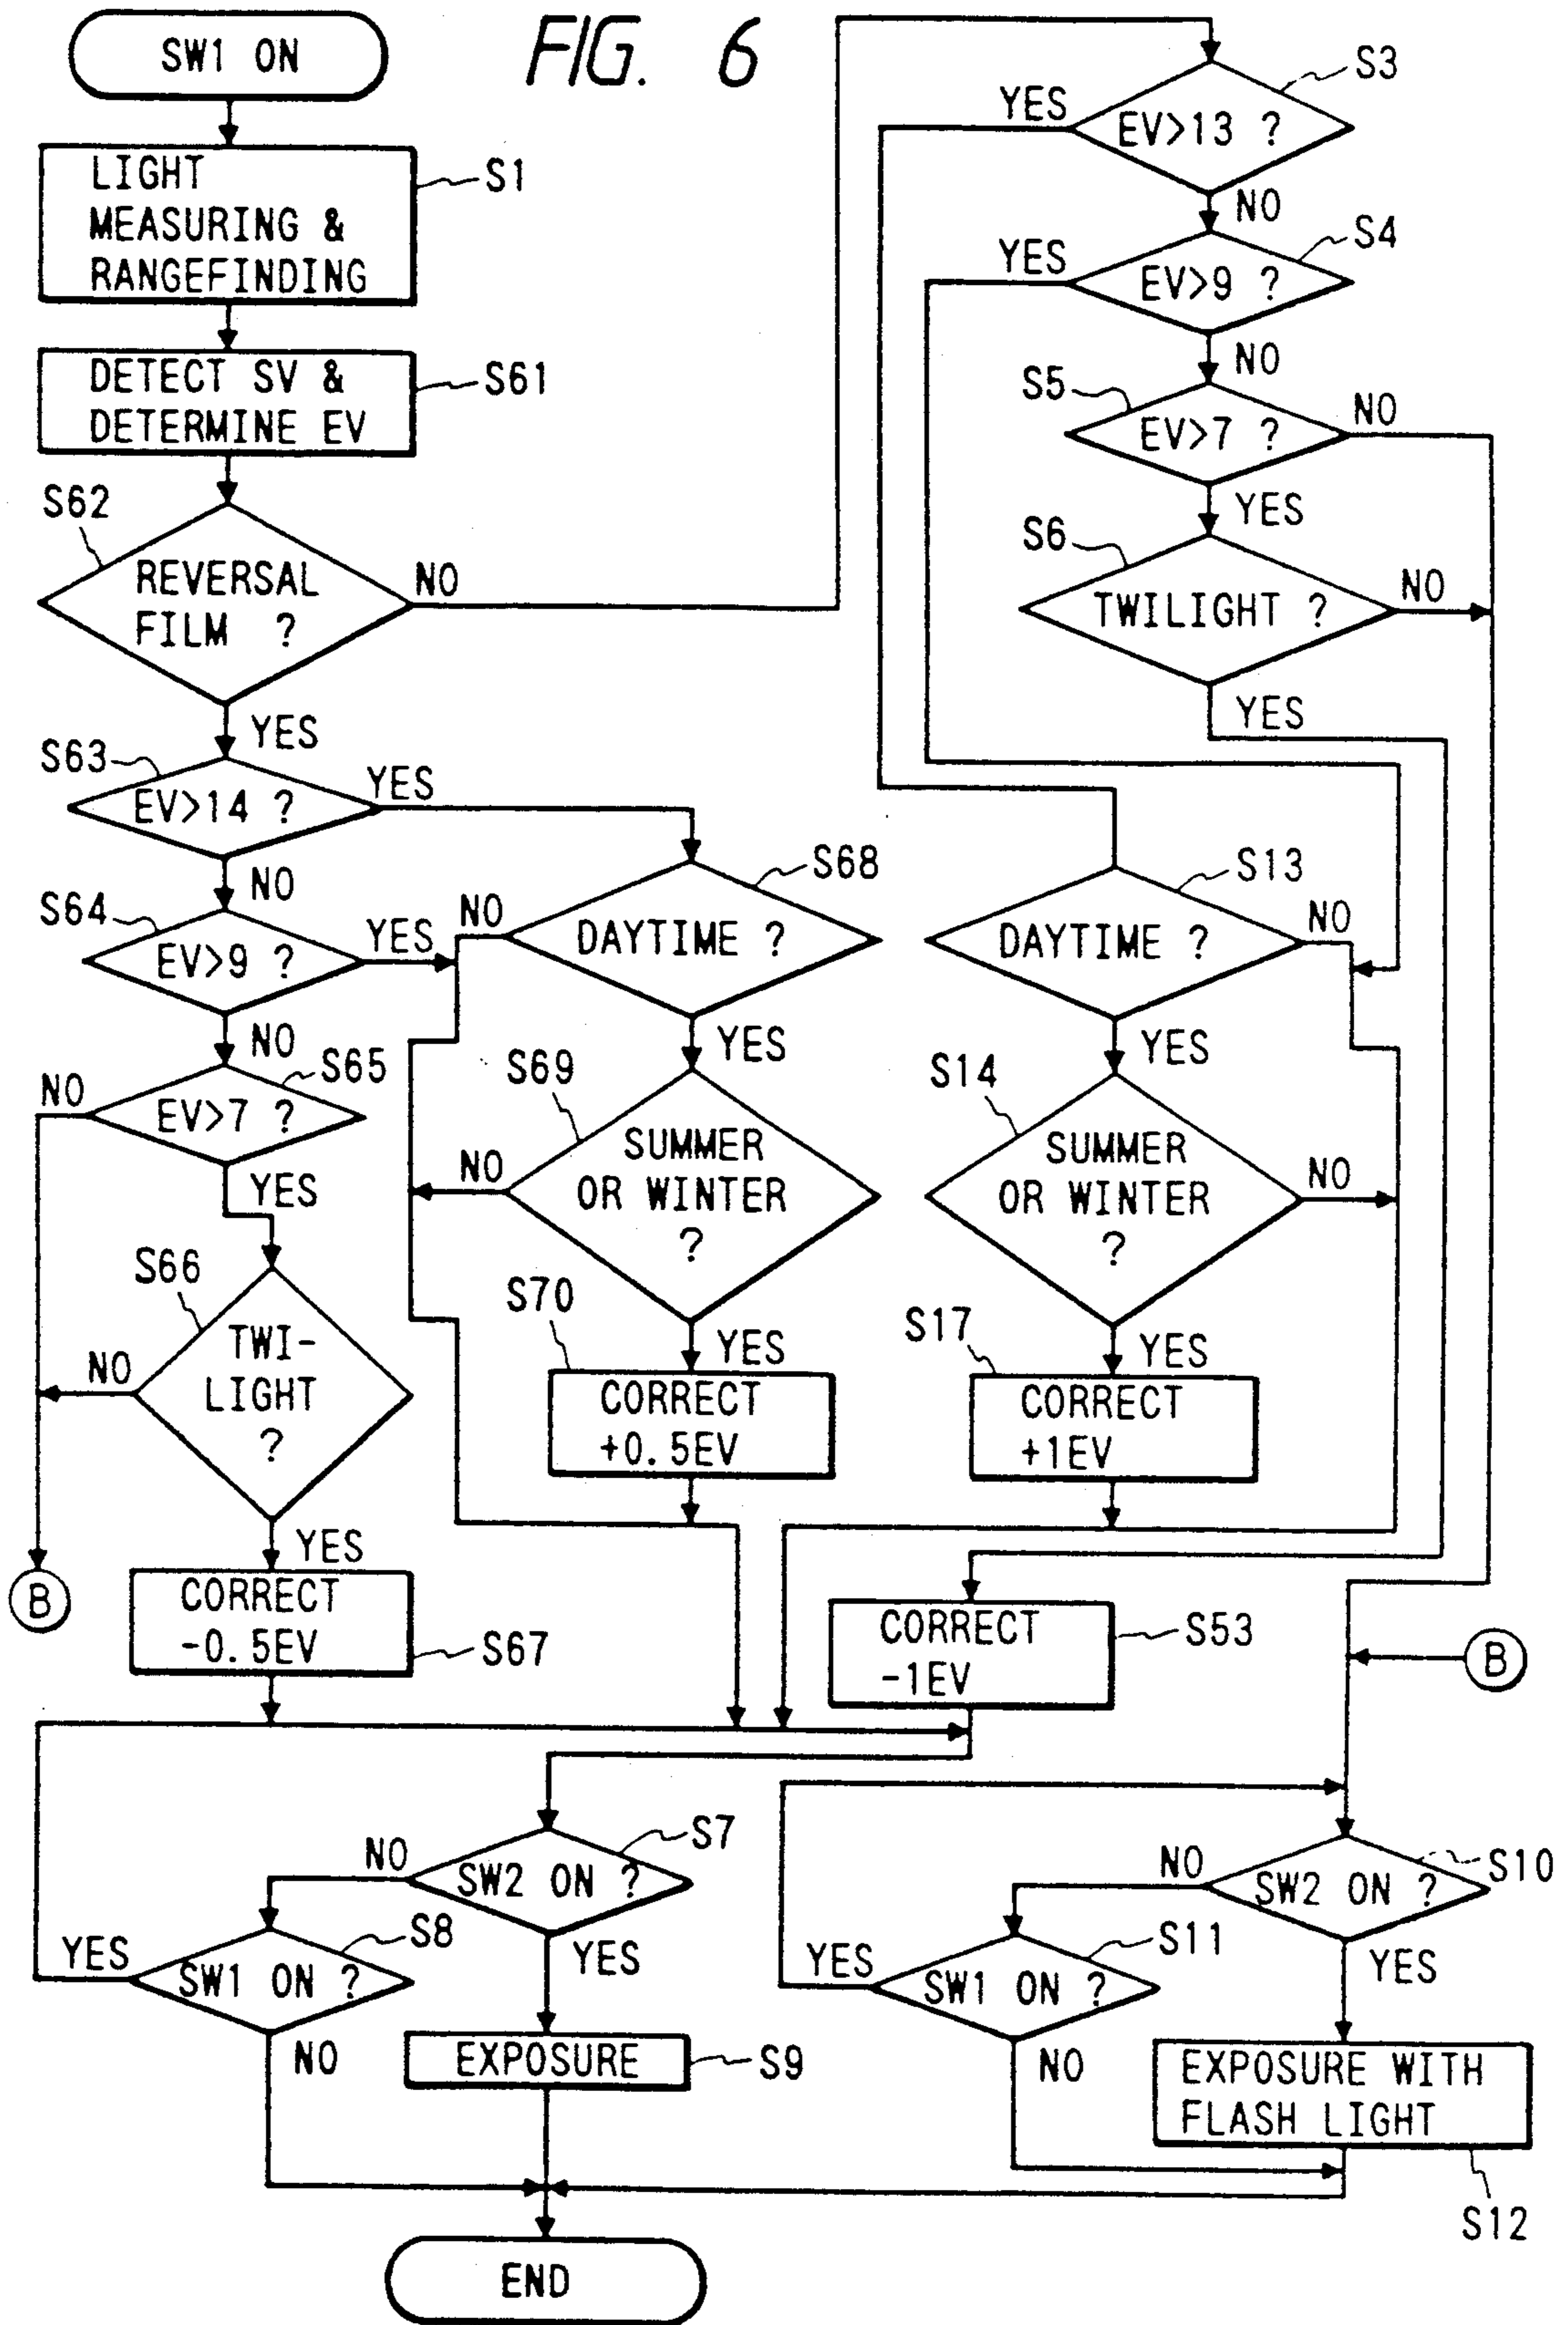 FIG. 6
SW1 ON
LIGHT
MEASURING &
RANGEFINDING
S1
DETECT SV &
DETERMINE EV
S61
S62
REVERSAL
FILM ?
NO
YES
S63
EV>14 ?
YES
NO
S64
EV>9 ?
YES
NO
S65
EV>7 ?
NO
YES
S66
TWI-
LIGHT
?
NO
YES
B
CORRECT
-0.5EV
S67
S68
DAYTIME ?
NO
YES
S69
SUMMER
OR WINTER
?
NO
YES
S70
CORRECT
+0.5EV
S3
EV>13 ?
YES
NO
S4
EV>9 ?
YES
NO
S5
EV>7 ?
NO
YES
S6
TWILIGHT ?
NO
YES
S13
DAYTIME ?
NO
YES
S14
SUMMER
OR WINTER
?
NO
YES
S17
CORRECT
+1EV
CORRECT
-1EV
S53
B
S7
SW2 ON ?
NO
YES
S8
SW1 ON ?
YES
NO
EXPOSURE
S9
S10
SW2 ON ?
NO
YES
S11
SW1 ON ?
YES
NO
EXPOSURE WITH
FLASH LIGHT
S12
END